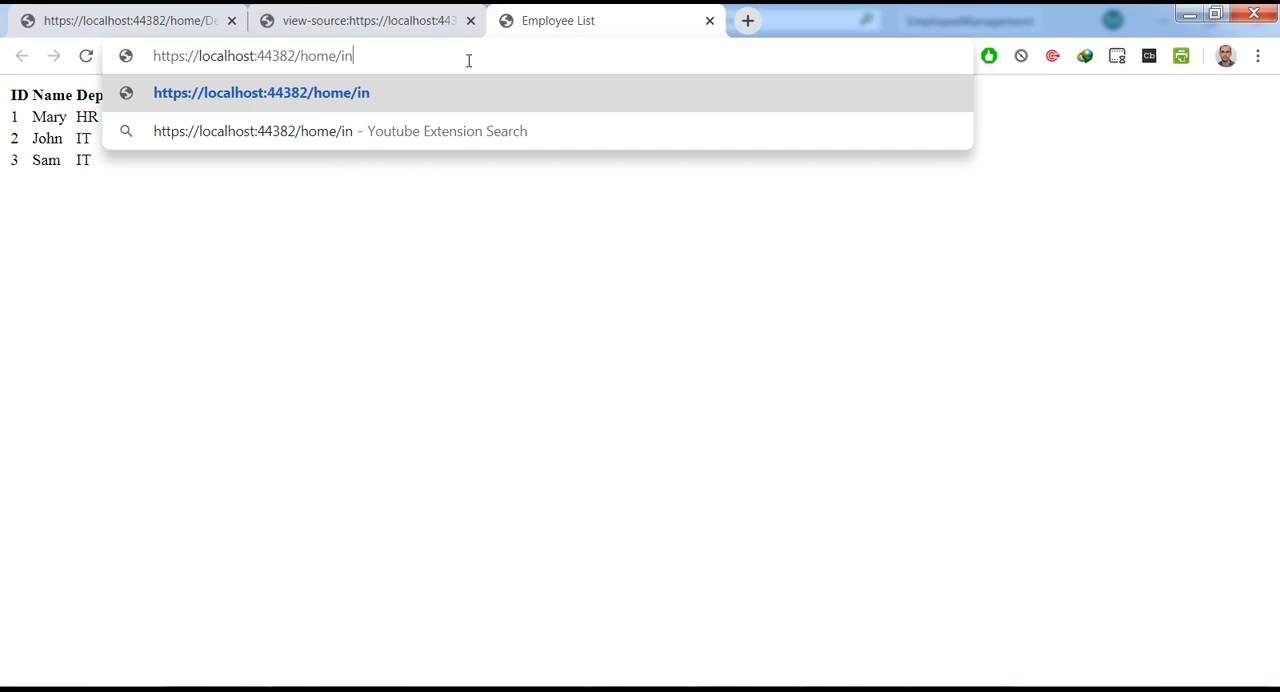 https://localhost:44382/home/De
view-source:https://localhost:443
Employee List
EmployeeManagement
https://localhost:44382/home/in
Cb
https://localhost:44382/home/in
https://localhost:44382/home/in - Youtube Extension Search
ID Name Dep
1 Mary HR
2 John IT
3 Sam IT